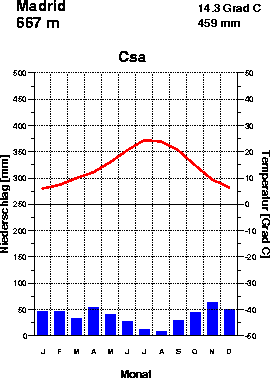 Madrid
667 m
14.3 Grad C
459 mm
Csa
500
450
400
350
300
250
200
150
100
50
0
Niederschlag [mm]
50
40
30
20
10
0
-10
-20
-30
-40
-50
Temperatur [Grad C]
J F M A M J J A S O N D
Monat